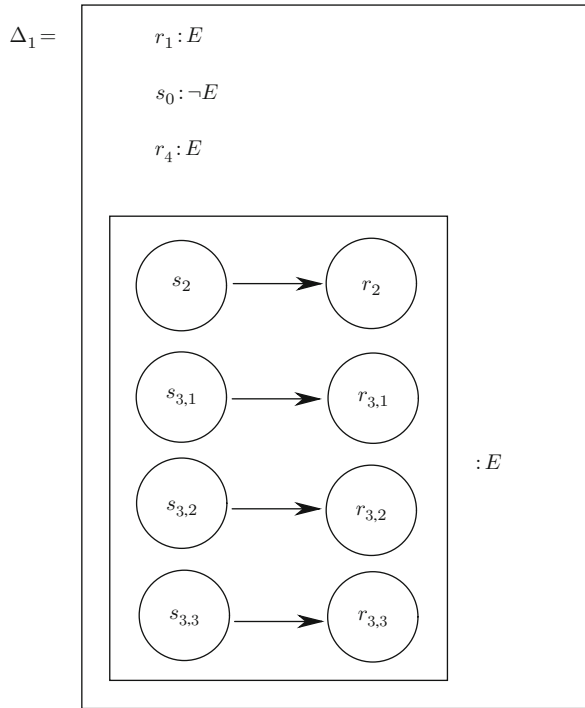 Δ₁ =
r₁ : E
s₀ : ¬E
r₄ : E
s₂ r₂
s₃,₁ r₃,₁
: E
s₃,₂ r₃,₂
s₃,₃ r₃,₃